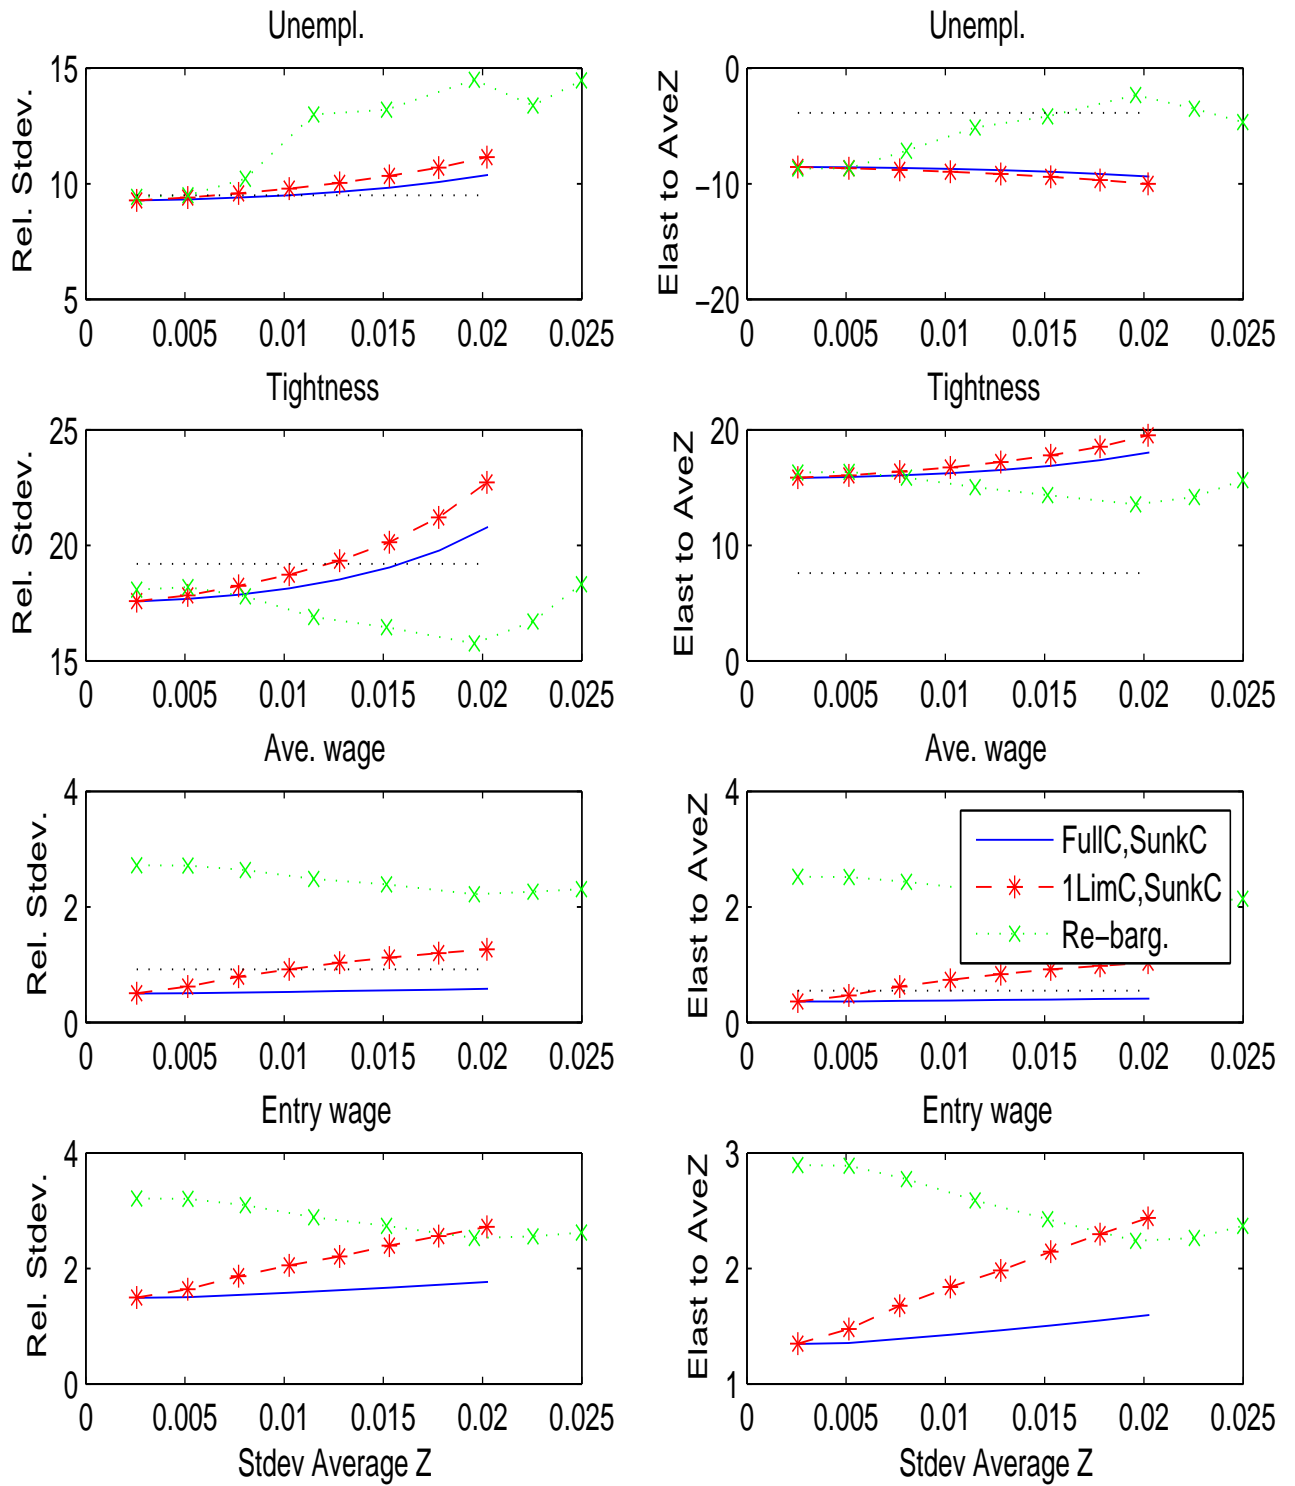 Unempl.
Rel. Stdev.
15
10
5
0 0.005 0.01 0.015 0.02 0.025
Unempl.
Elast to AveZ
0
−10
−20
0 0.005 0.01 0.015 0.02 0.025
Tightness
Rel. Stdev.
25
20
15
0 0.005 0.01 0.015 0.02 0.025
Tightness
Elast to AveZ
20
10
0
0 0.005 0.01 0.015 0.02 0.025
Ave. wage
Rel. Stdev.
4
2
0
0 0.005 0.01 0.015 0.02 0.025
Ave. wage
Elast to AveZ
4
2
0
0 0.005 0.01 0.015 0.02 0.025
FullC,SunkC
1LimC,SunkC
Re−barg.
Entry wage
Rel. Stdev.
4
2
0
0 0.005 0.01 0.015 0.02 0.025
Stdev Average Z
Entry wage
Elast to AveZ
3
2
1
0 0.005 0.01 0.015 0.02 0.025
Stdev Average Z